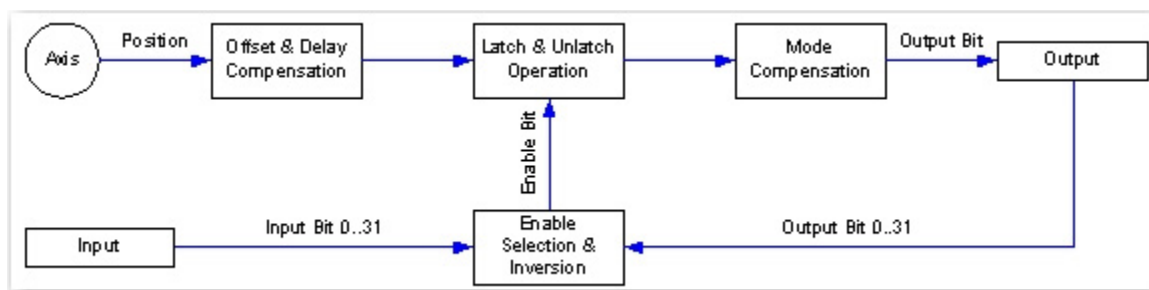 Axis
Position
Offset & Delay
Compensation
Latch & Unlatch
Operation
Mode
Compensation
Output Bit
Output
Enable Bit
Input
Input Bit 0..31
Enable
Selection &
Inversion
Output Bit 0..31